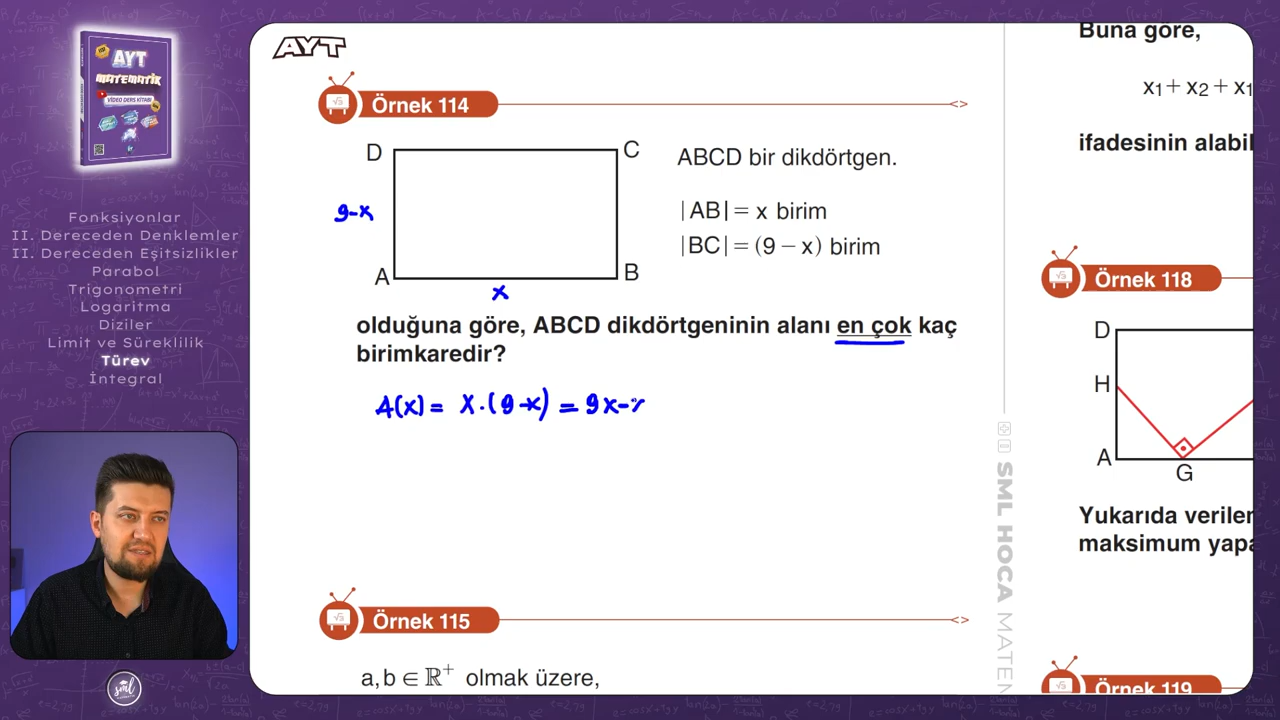 AYT
MATEMATİK
VİDEO DERS KİTABI
Fonksiyonlar
II. Dereceden Denklemler
II. Dereceden Eşitsizlikler
Parabol
Trigonometri
Logaritma
Diziler
Limit ve Süreklilik
Türev
İntegral
sml
AYT
Örnek 114
D
C
9-x
A
B
x
ABCD bir dikdörtgen.
|AB| = x birim
|BC| = (9 − x) birim
olduğuna göre, ABCD dikdörtgeninin alanı en çok kaç
birimkaredir?
A(x) = x·(9-x) = 9x-
Örnek 115
a, b ∈ ℝ⁺ olmak üzere,
SML HOCA MATEM
Buna göre,
x₁ + x₂ + x₁
ifadesinin alabil
Örnek 118
D
H
A
G
Yukarıda verilen
maksimum yapa
Örnek 119